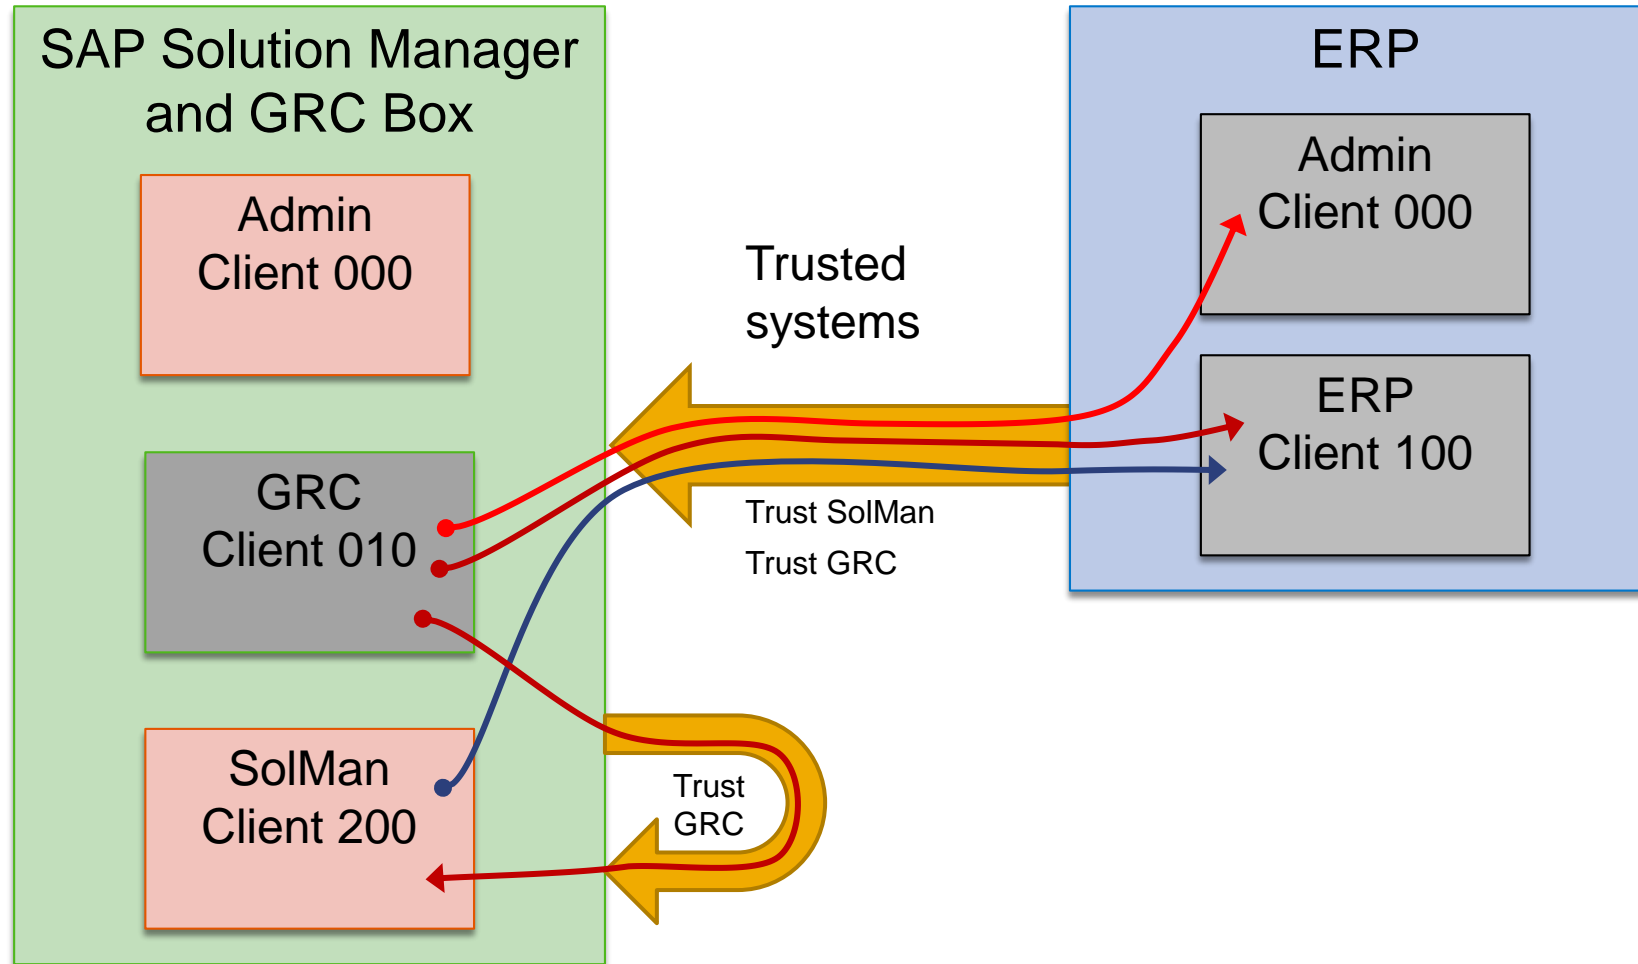 SAP Solution Manager
and GRC Box
Admin
Client 000
GRC
Client 010
SolMan
Client 200
Trusted
systems
Trust SolMan
Trust GRC
Trust
GRC
ERP
Admin
Client 000
ERP
Client 100